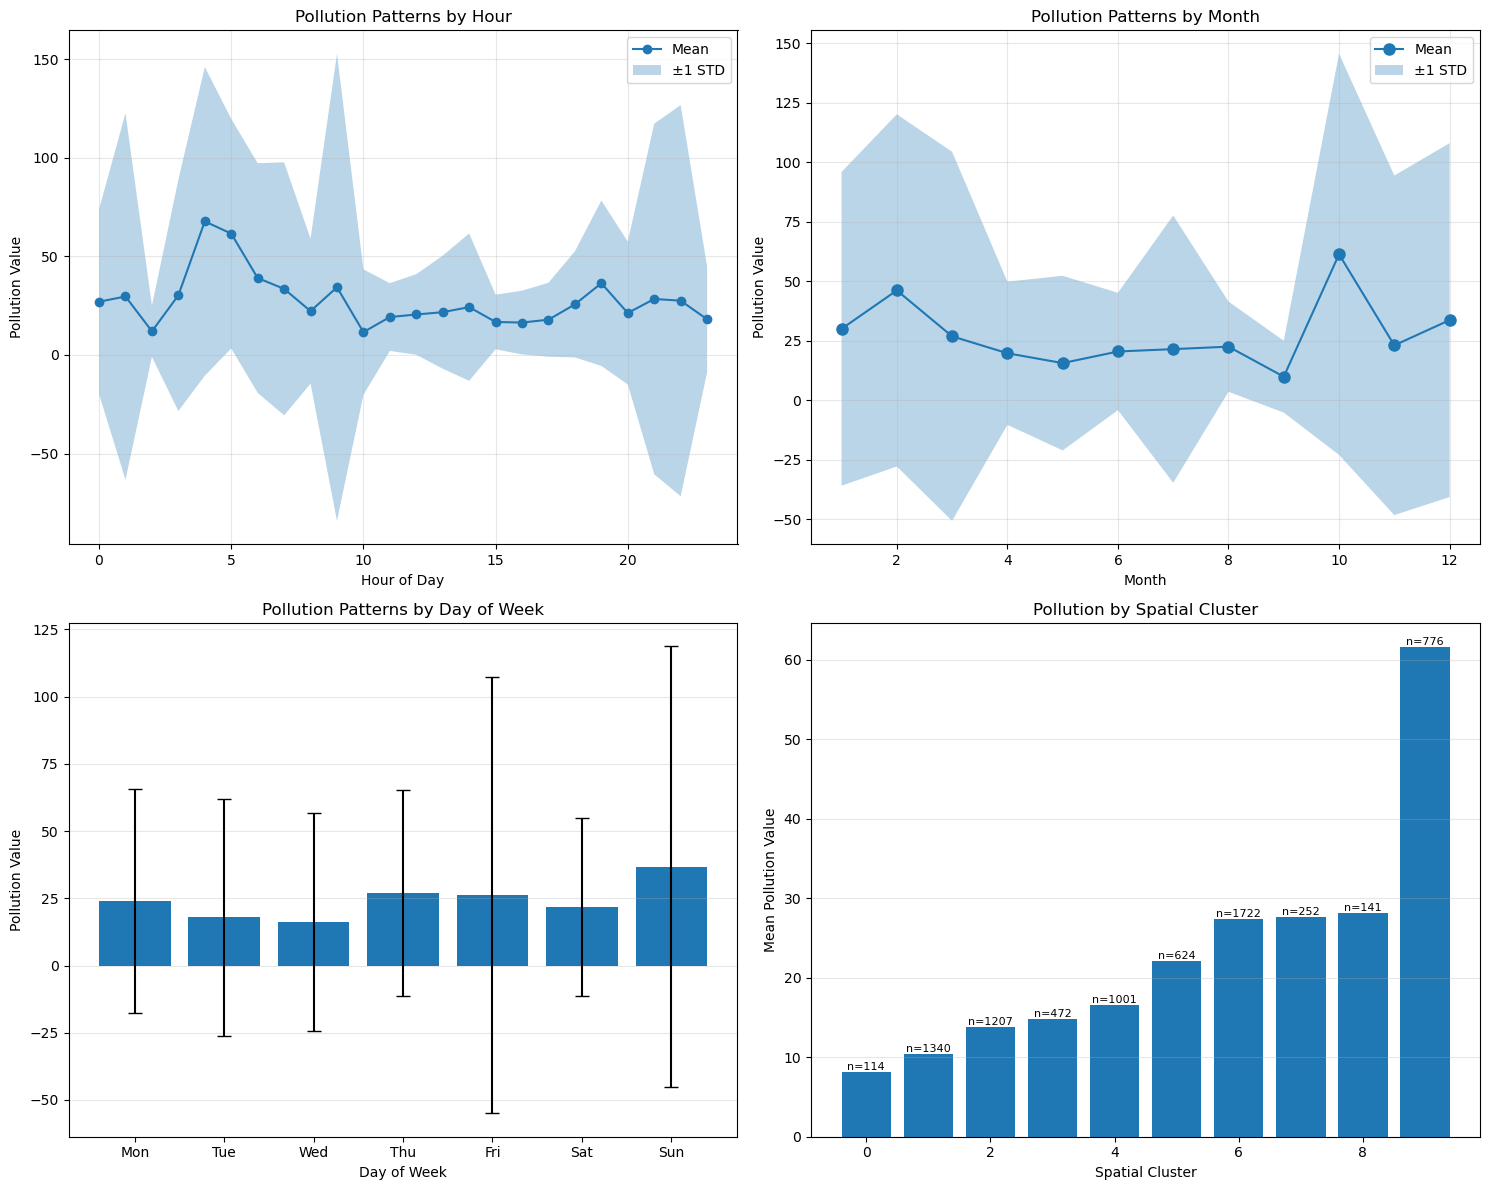 Pollution Patterns by Hour
Mean
±1 STD
150
100
50
0
−50
Pollution Value
0 5 10 15 20
Hour of Day
Pollution Patterns by Month
Mean
±1 STD
150
125
100
75
50
25
0
−25
−50
Pollution Value
2 4 6 8 10 12
Month
Pollution Patterns by Day of Week
125
100
75
50
25
0
−25
−50
Pollution Value
Mon Tue Wed Thu Fri Sat Sun
Day of Week
Pollution by Spatial Cluster
60
50
40
30
20
10
0
Mean Pollution Value
n=114
n=1340
n=1207
n=472
n=1001
n=624
n=1722
n=252
n=141
n=776
0 2 4 6 8
Spatial Cluster